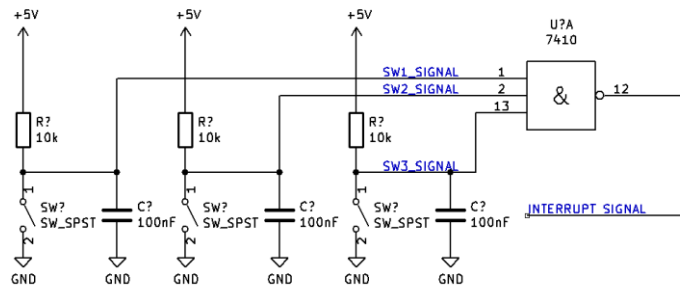 +5V
+5V
+5V
U?A
7410
SW1_SIGNAL
1
SW2_SIGNAL
2
13
&
12
R?
10k
R?
10k
R?
10k
SW3_SIGNAL
1
SW?
SW_SPST
2
C?
100nF
1
SW?
SW_SPST
2
C?
100nF
1
SW?
SW_SPST
2
C?
100nF
INTERRUPT SIGNAL
GND
GND
GND
GND
GND
GND